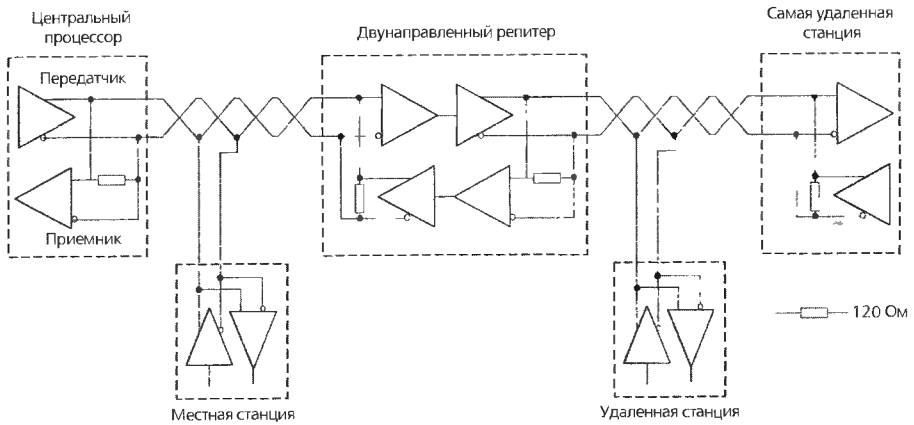 Центральный
процессор
Передатчик
Приемник
Двунаправленный репитер
Самая удаленная
станция
120 Ом
Местная станция
Удаленная станция